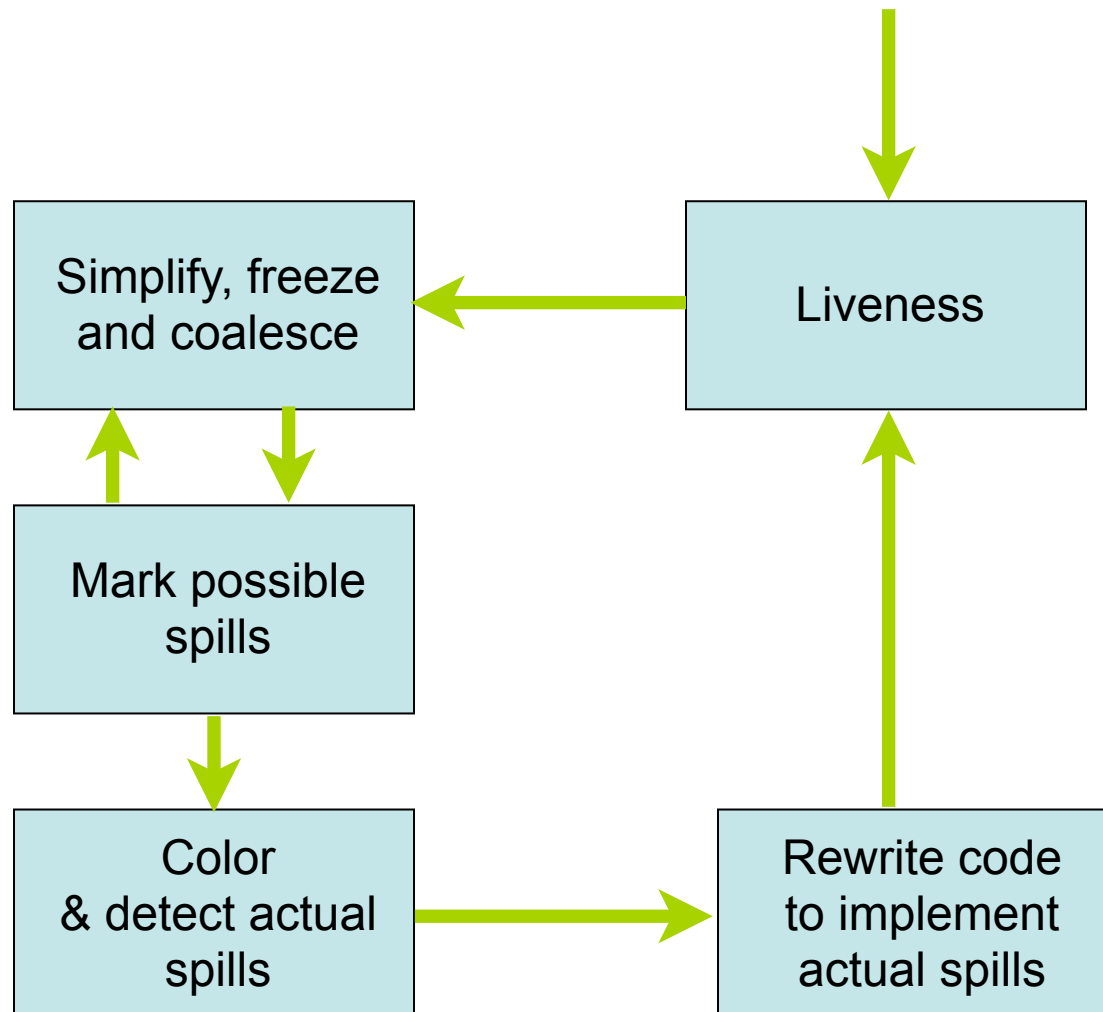 Simplify, freeze
and coalesce
Liveness
Mark possible
spills
Color
& detect actual
spills
Rewrite code
to implement
actual spills